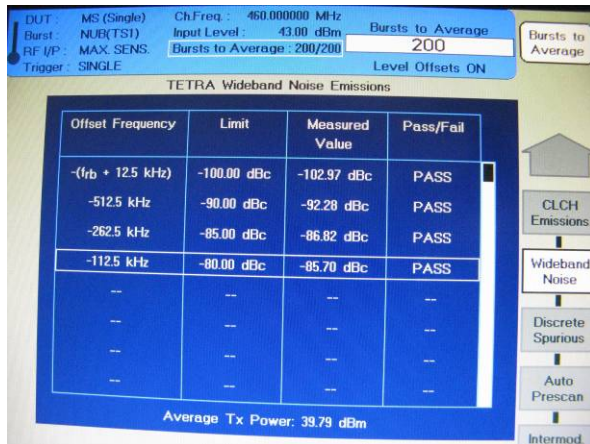 DUT : MS (Single) Ch.Freq. : 460.000000 MHz
Burst : NUB(TS1) Input Level : 43.00 dBm Bursts to Average
RF I/P : MAX. SENS. Bursts to Average : 200/200 200
Trigger : SINGLE Level Offsets ON
Bursts to
Average
TETRA Wideband Noise Emissions
Offset Frequency Limit Measured Value Pass/Fail
-(frb + 12.5 kHz) -100.00 dBc -102.97 dBc PASS
-512.5 kHz -90.00 dBc -92.28 dBc PASS
-262.5 kHz -85.00 dBc -86.82 dBc PASS
-112.5 kHz -80.00 dBc -85.70 dBc PASS
-- -- -- --
-- -- -- --
-- -- -- --
-- -- -- --
Average Tx Power: 39.79 dBm
CLCH
Emissions
Wideband
Noise
Discrete
Spurious
Auto
Prescan
Intermod.